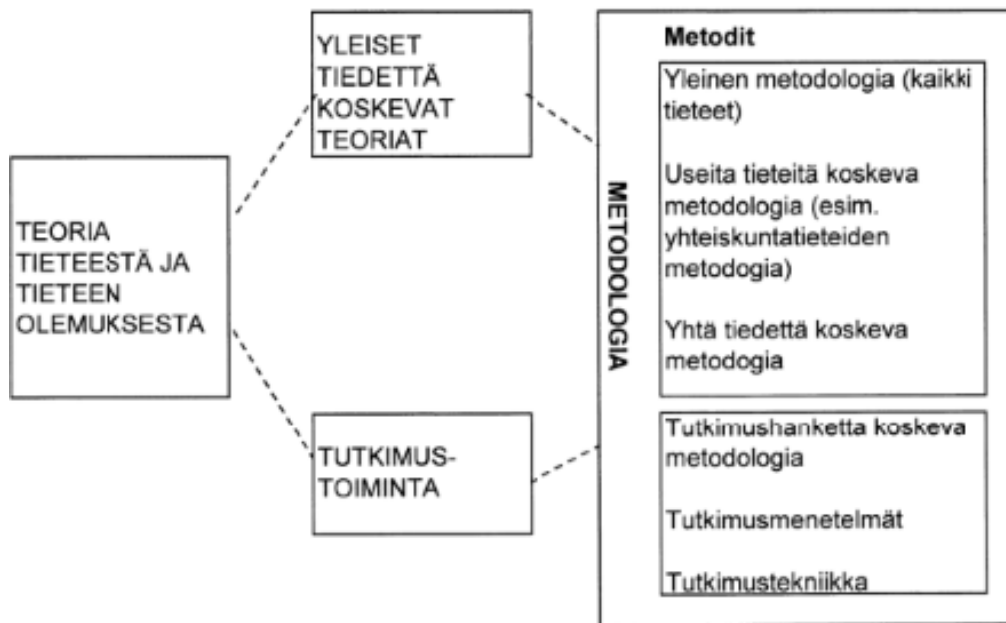 TEORIA
TIETEESTÄ JA
TIETEEN
OLEMUKSESTA
YLEISET
TIEDETTÄ
KOSKEVAT
TEORIAT
TUTKIMUS-
TOIMINTA
METODOLOGIA
Metodit
Yleinen metodologia (kaikki
tieteet)
Useita tieteitä koskeva
metodologia (esim.
yhteiskuntatieteiden
metodogia)
Yhtä tiedettä koskeva
metodogia
Tutkimushanketta koskeva
metodologia
Tutkimusmenetelmät
Tutkimustekniikka